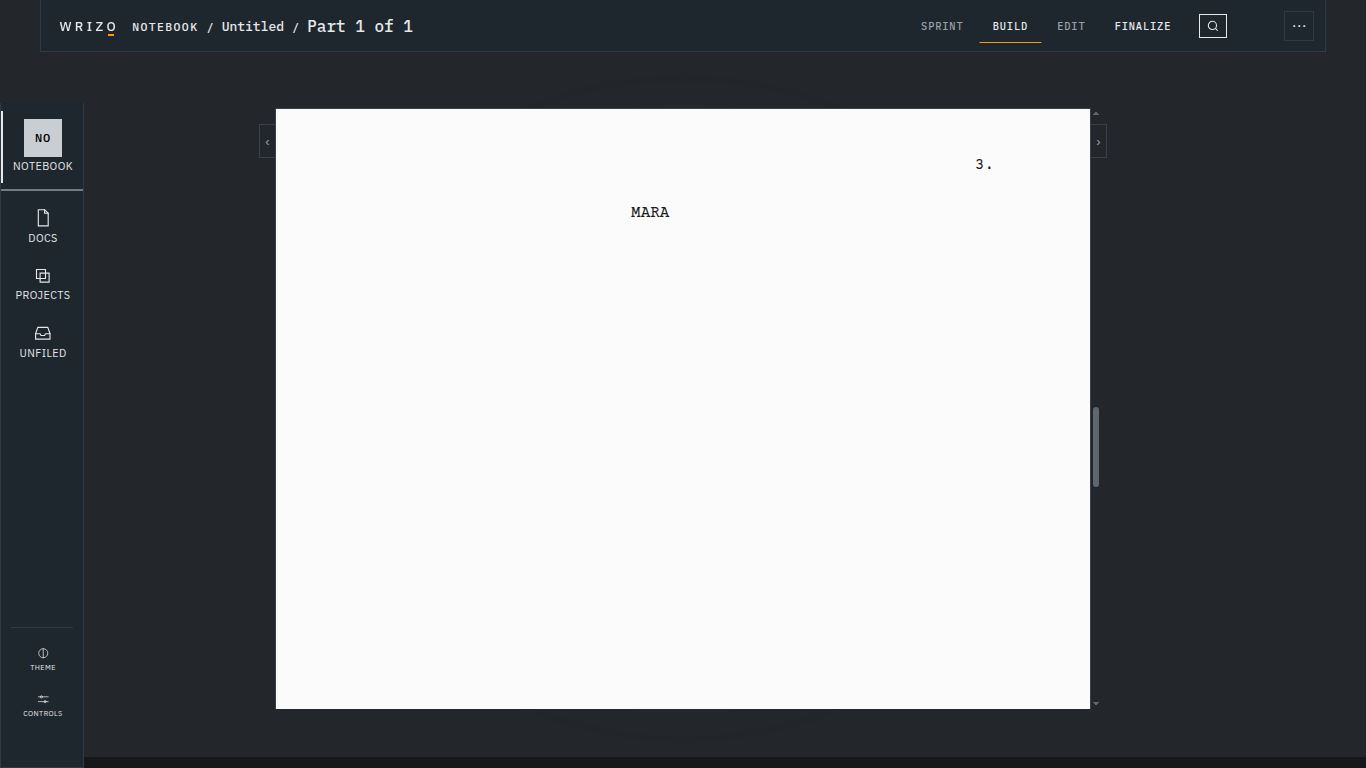 WRIZO NOTEBOOK / Untitled / Part 1 of 1 SPRINT BUILD EDIT FINALIZE ...
NO
NOTEBOOK
DOCS
PROJECTS
UNFILED
THEME
CONTROLS
‹ ›
3.
MARA